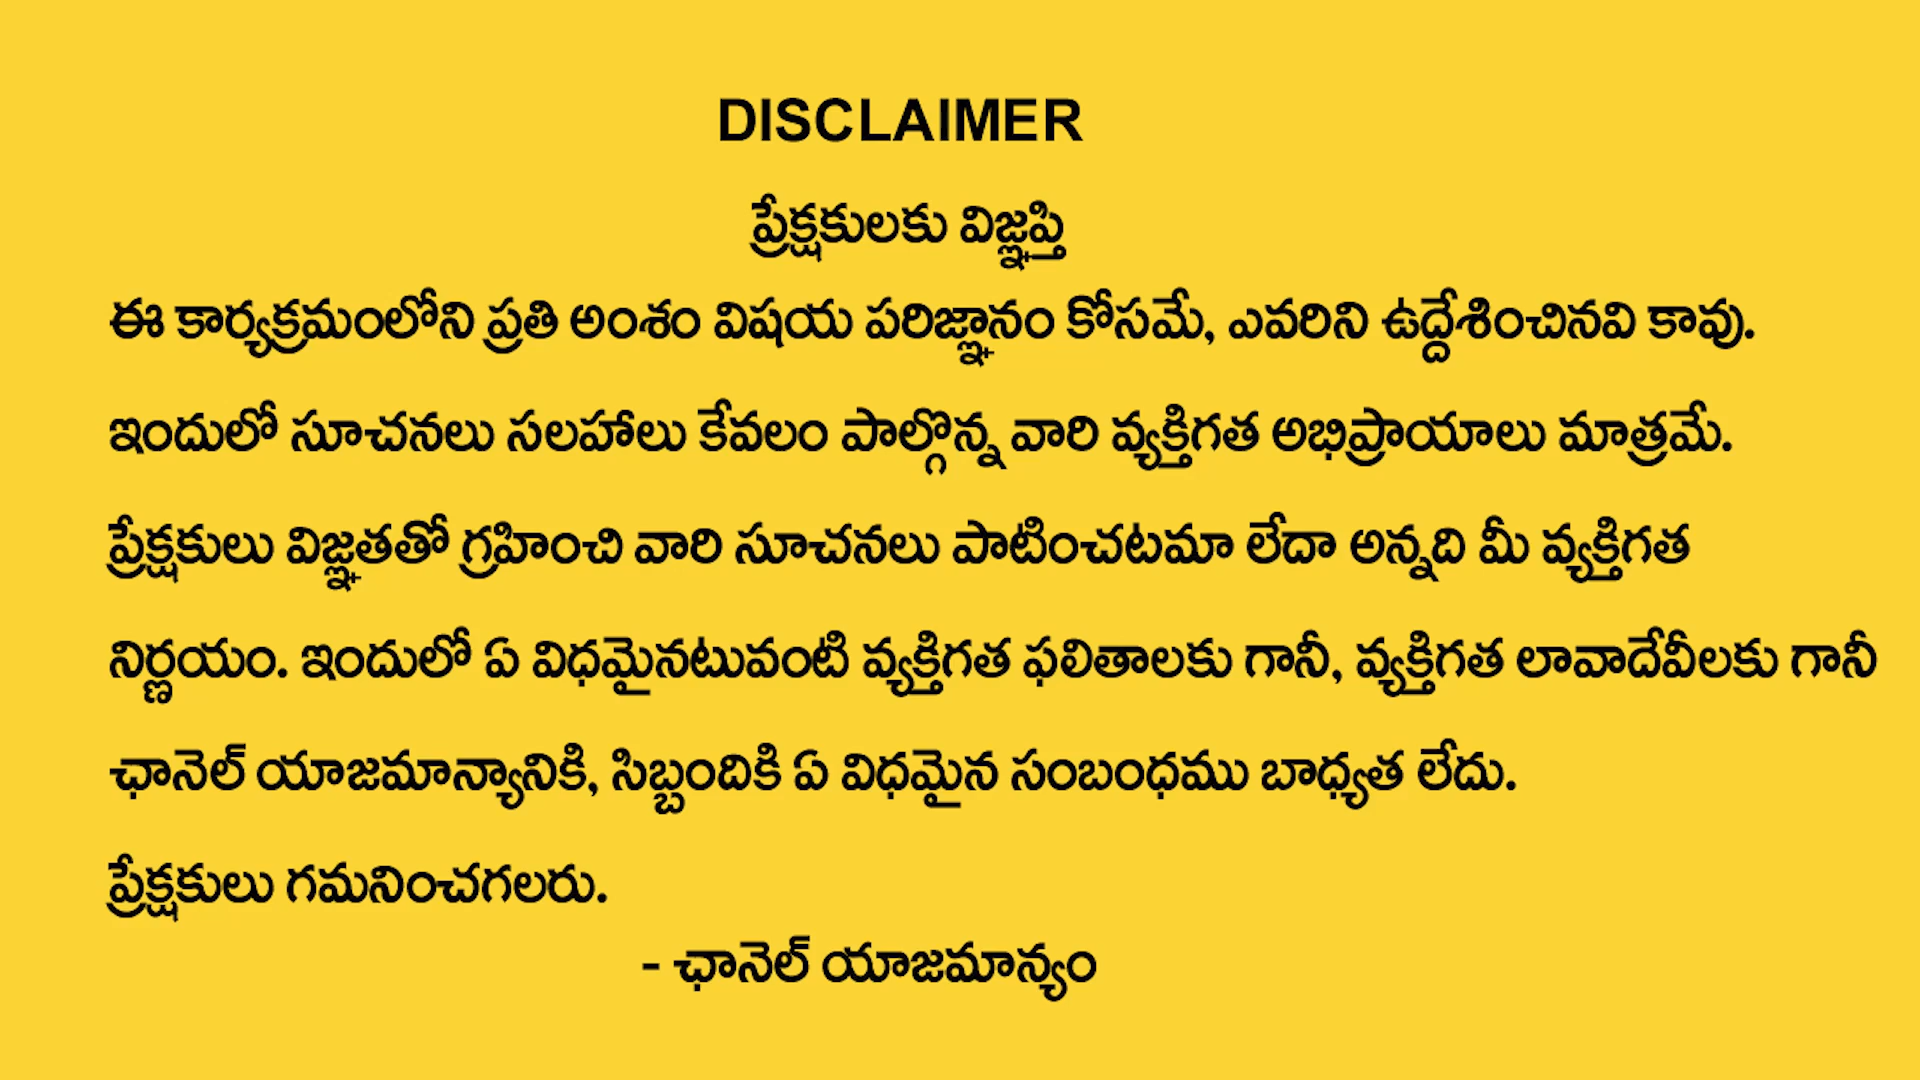 DISCLAIMER
ప్రేక్షకులకు విజ్ఞప్తి
ఈ కార్యక్రమంలోని ప్రతి అంశం విషయ పరిజ్ఞానం కోసమే, ఎవరిని ఉద్దేశించినవి కావు.
ఇందులో సూచనలు సలహాలు కేవలం పాల్గొన్న వారి వ్యక్తిగత అభిప్రాయాలు మాత్రమే.
ప్రేక్షకులు విజ్ఞతతో గ్రహించి వారి సూచనలు పాటించటమా లేదా అన్నది మీ వ్యక్తిగత
నిర్ణయం. ఇందులో ఏ విధమైనటువంటి వ్యక్తిగత ఫలితాలకు గానీ, వ్యక్తిగత లావాదేవీలకు గానీ
ఛానెల్ యాజమాన్యానికి, సిబ్బందికి ఏ విధమైన సంబంధము బాధ్యత లేదు.
ప్రేక్షకులు గమనించగలరు.
- ఛానెల్ యాజమాన్యం